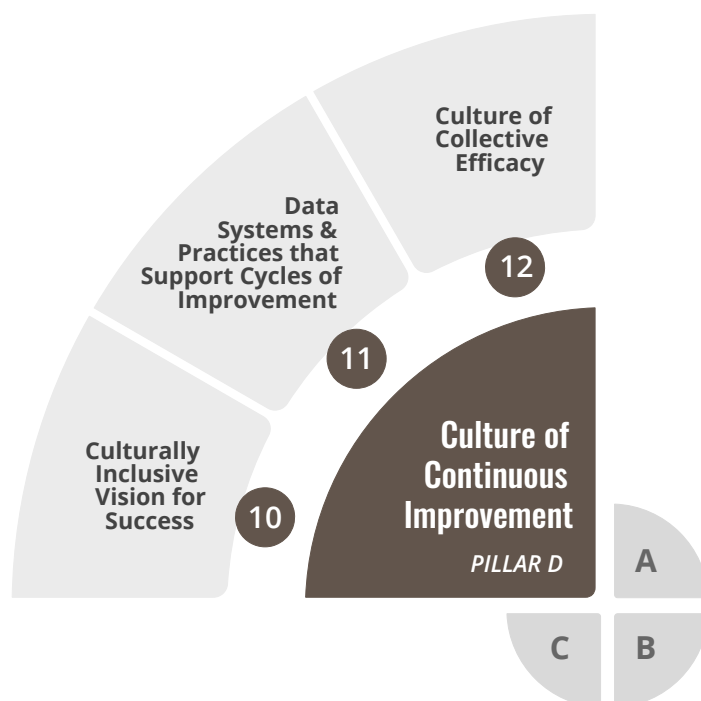 Culture of
Collective
Efficacy
12
Data
Systems &
Practices that
Support Cycles of
Improvement
11
Culturally
Inclusive
Vision for
Success
10
Culture of
Continuous
Improvement
PILLAR D
A
C
B